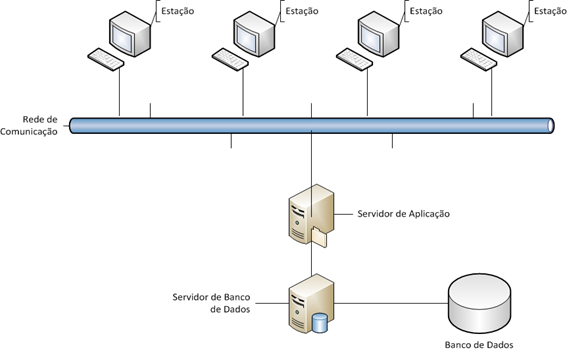 Estação
Estação
Estação
Estação
Rede de
Comunicação
Servidor de Aplicação
Servidor de Banco
de Dados
Banco de Dados